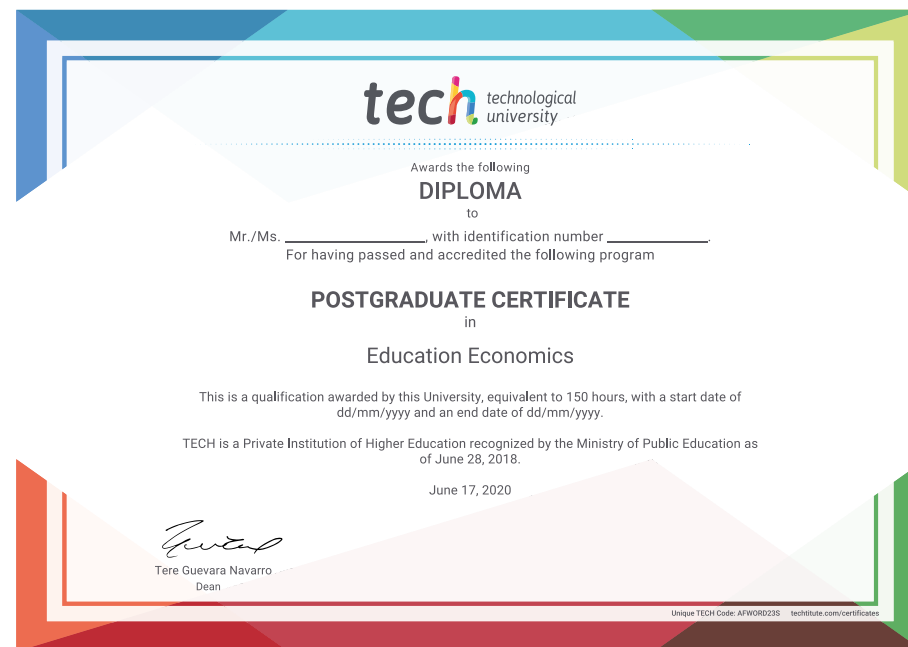 tech technological
university
Awards the following
DIPLOMA
to
Mr./Ms. ____________________, with identification number __________________.
For having passed and accredited the following program
POSTGRADUATE CERTIFICATE
in
Education Economics
This is a qualification awarded by this University, equivalent to 150 hours, with a start date of
dd/mm/yyyy and an end date of dd/mm/yyyy.
TECH is a Private Institution of Higher Education recognized by the Ministry of Public Education as
of June 28, 2018.
June 17, 2020
Tere Guevara Navarro
Dean
Unique TECH Code: AFWORD23S techtitute.com/certificates